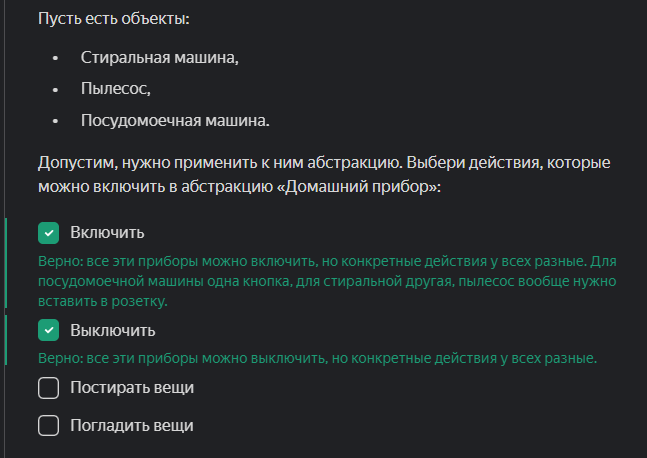 Пусть есть объекты:
• Стиральная машина,
• Пылесос,
• Посудомоечная машина.
Допустим, нужно применить к ним абстракцию. Выбери действия, которые
можно включить в абстракцию «Домашний прибор»:
Включить
Верно: все эти приборы можно включить, но конкретные действия у всех разные. Для
посудомоечной машины одна кнопка, для стиральной другая, пылесос вообще нужно
вставить в розетку.
Выключить
Верно: все эти приборы можно выключить, но конкретные действия у всех разные.
Постирать вещи
Погладить вещи